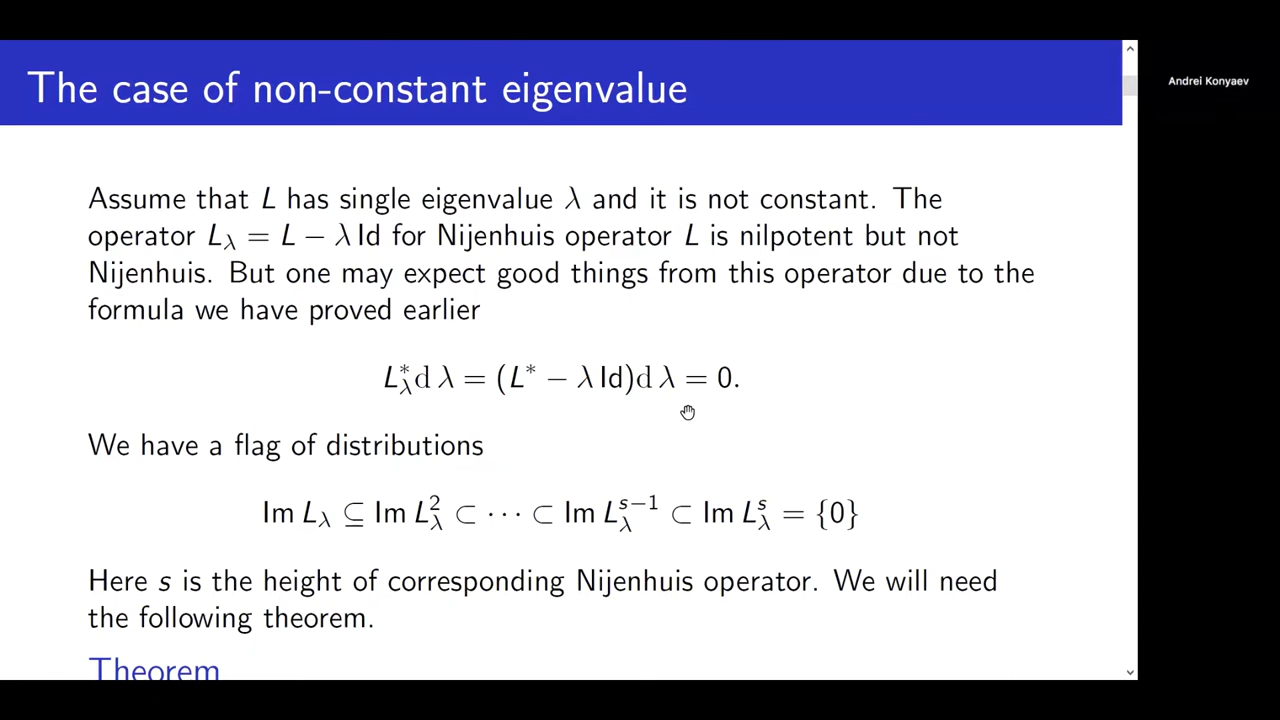 The case of non-constant eigenvalue
Andrei Konyaev
Assume that L has single eigenvalue λ and it is not constant. The
operator L_λ = L − λ Id for Nijenhuis operator L is nilpotent but not
Nijenhuis. But one may expect good things from this operator due to the
formula we have proved earlier
L*_λ d λ = (L* − λ Id)d λ = 0.
We have a flag of distributions
Im L_λ ⊆ Im L²_λ ⊂ ··· ⊂ Im L^{s−1}_λ ⊂ Im L^s_λ = {0}
Here s is the height of corresponding Nijenhuis operator. We will need
the following theorem.
Theorem